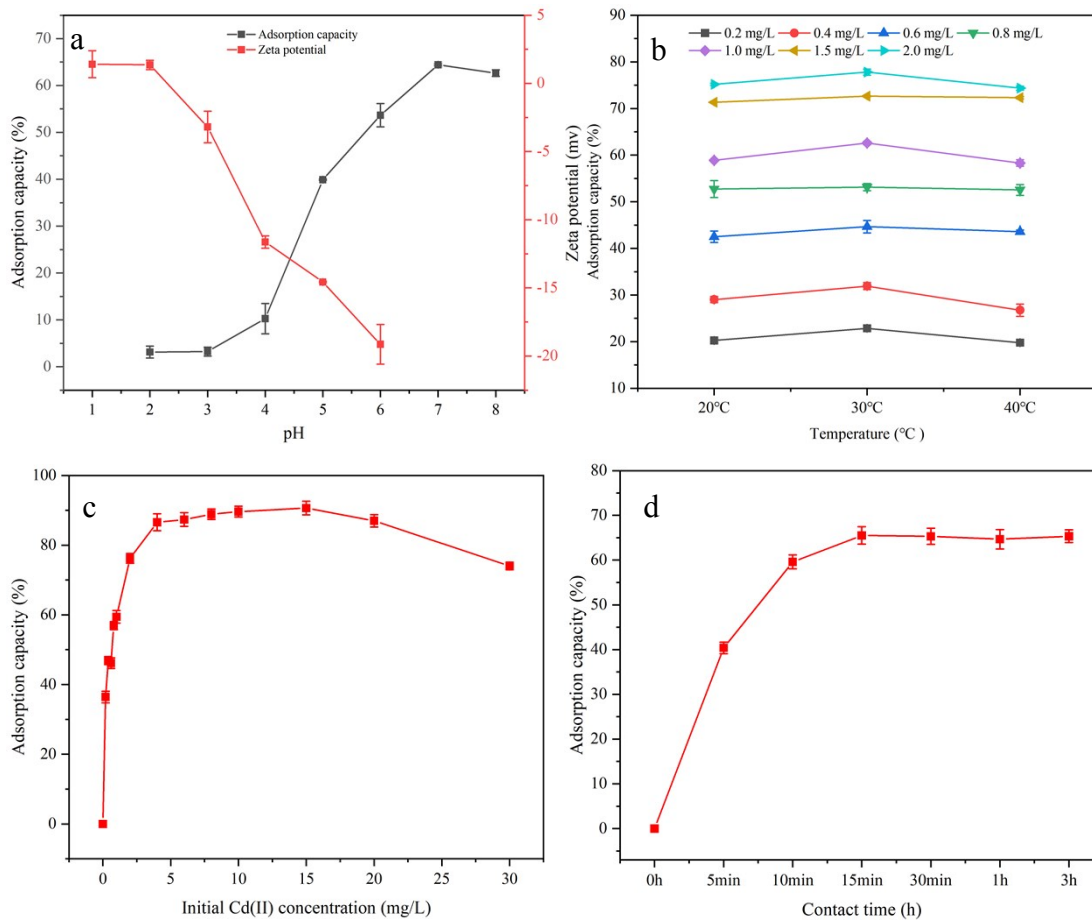 a
Adsorption capacity
Zeta potential
Adsorption capacity (%)
70
60
50
40
30
20
10
0
5
0
-5
-10
-15
-20
Zeta potential (mv)
1 2 3 4 5 6 7 8
pH
b
0.2 mg/L 0.4 mg/L 0.6 mg/L 0.8 mg/L
1.0 mg/L 1.5 mg/L 2.0 mg/L
Adsorption capacity (%)
90
80
70
60
50
40
30
20
10
20℃ 30℃ 40℃
Temperature (℃ )
c
Adsorption capacity (%)
100
80
60
40
20
0
0 5 10 15 20 25 30
Initial Cd(II) concentration (mg/L)
d
Adsorption capacity (%)
80
70
60
50
40
30
20
10
0
0h 5min 10min 15min 30min 1h 3h
Contact time (h)